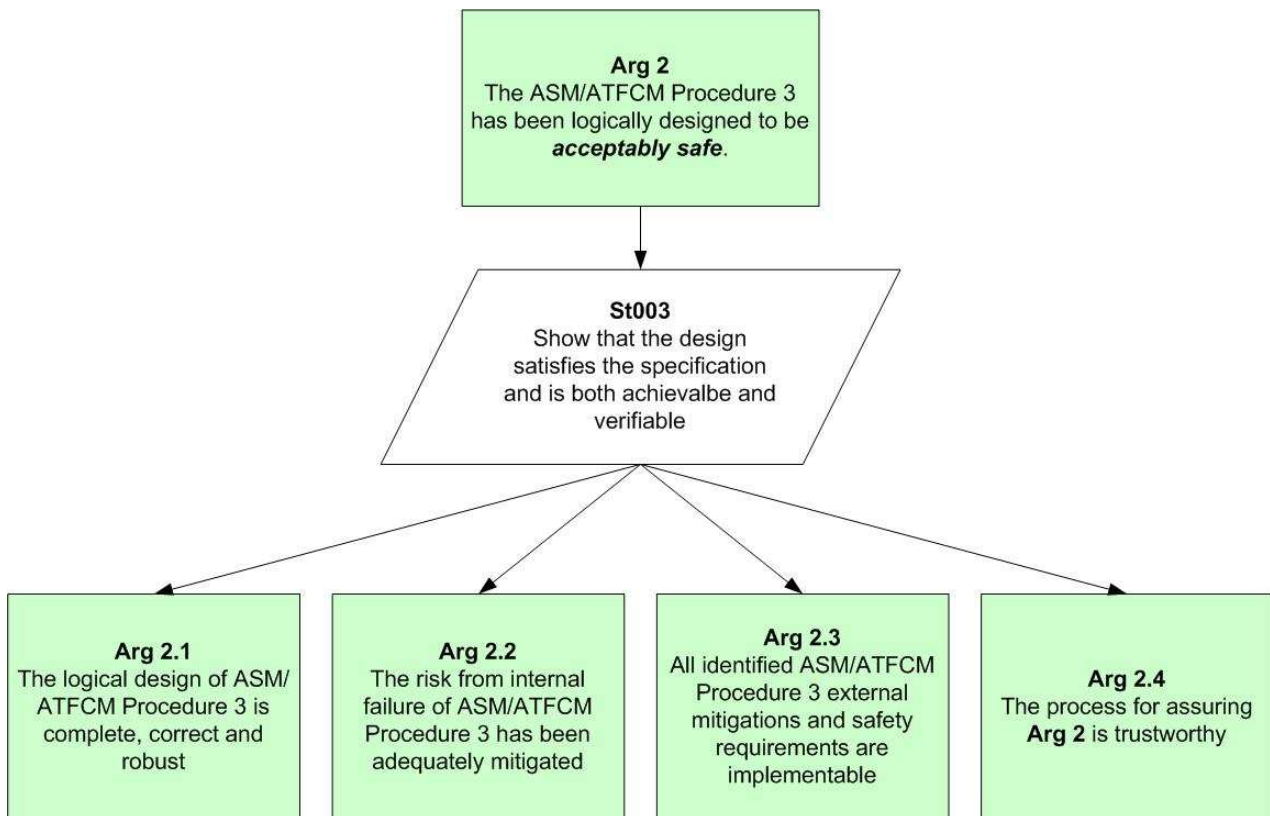 Arg 2
The ASM/ATFCM Procedure 3
has been logically designed to be
acceptably safe.
St003
Show that the design
satisfies the specification
and is both achievalbe and
verifiable
Arg 2.1
The logical design of ASM/
ATFCM Procedure 3 is
complete, correct and
robust
Arg 2.2
The risk from internal
failure of ASM/ATFCM
Procedure 3 has been
adequately mitigated
Arg 2.3
All identified ASM/ATFCM
Procedure 3 external
mitigations and safety
requirements are
implementable
Arg 2.4
The process for assuring
Arg 2 is trustworthy